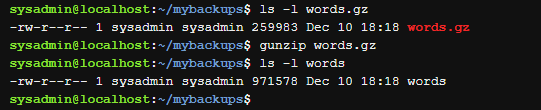 sysadmin@localhost:~/mybackups$ ls -l words.gz
-rw-r--r-- 1 sysadmin sysadmin 259983 Dec 10 18:18 words.gz
sysadmin@localhost:~/mybackups$ gunzip words.gz
sysadmin@localhost:~/mybackups$ ls -l words
-rw-r--r-- 1 sysadmin sysadmin 971578 Dec 10 18:18 words
sysadmin@localhost:~/mybackups$